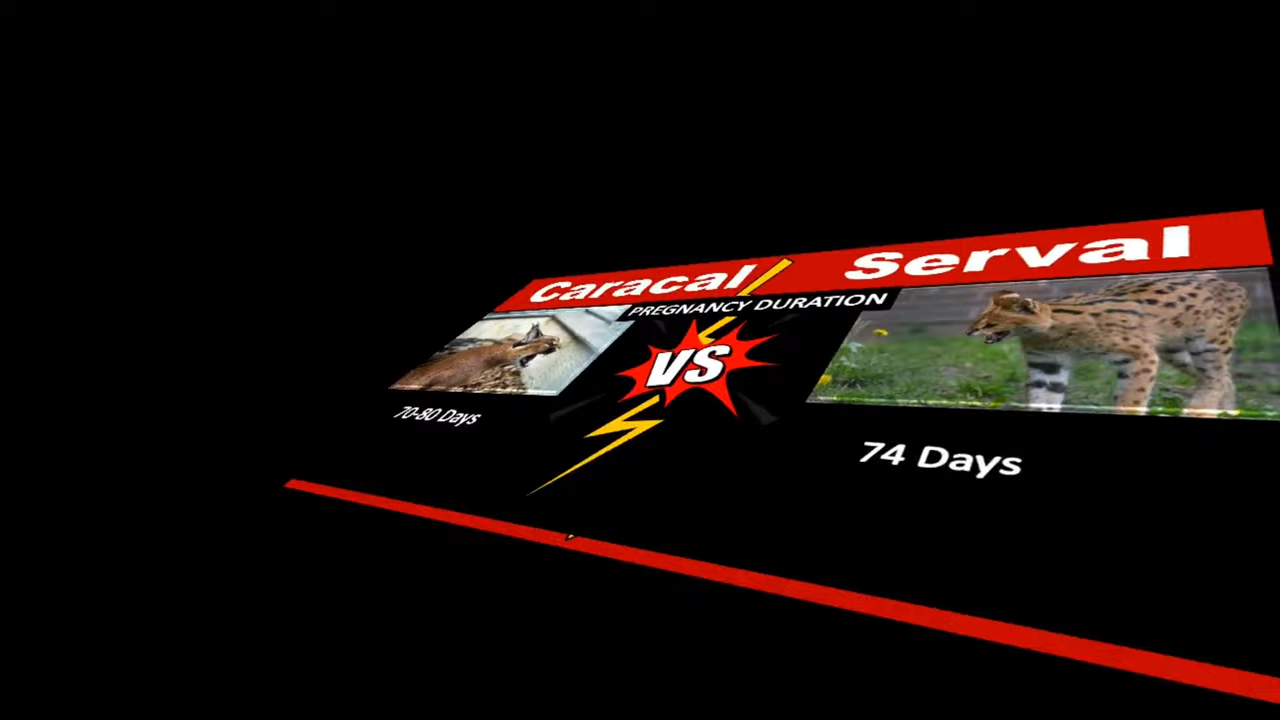 Caracal Serval
PREGNANCY DURATION
VS
70-80 Days
74 Days